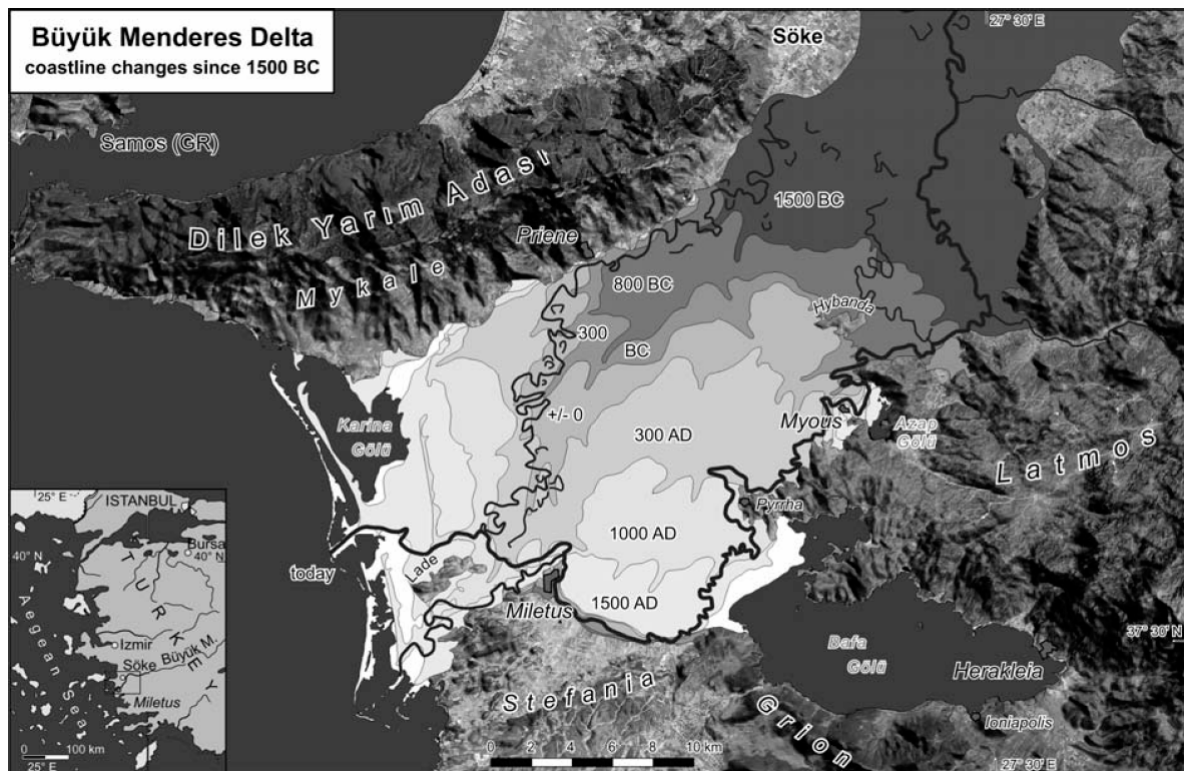 Büyük Menderes Delta
coastline changes since 1500 BC
27° 30' E
Söke
Samos (GR)
Dilek Yarım Adası
Mykale
Priene
1500 BC
800 BC
Hybanda
300
BC
+/- 0
Karina
Gölü
300 AD
Myous
Azap
Gölü
Latmos
Pyrrha
1000 AD
today
Lade
Miletus
1500 AD
37° 30' N
Bafa
Gölü
Herakleia
Stefania
Grion
Ioniapolis
0 2 4 6 8 10 km
27° 30' E
25° E
ISTANBUL
Bursa
40° N
40° N
TURKEY
Aegean Sea
Izmir
Söke
Büyük M.
Miletus
0 100 km
25° E